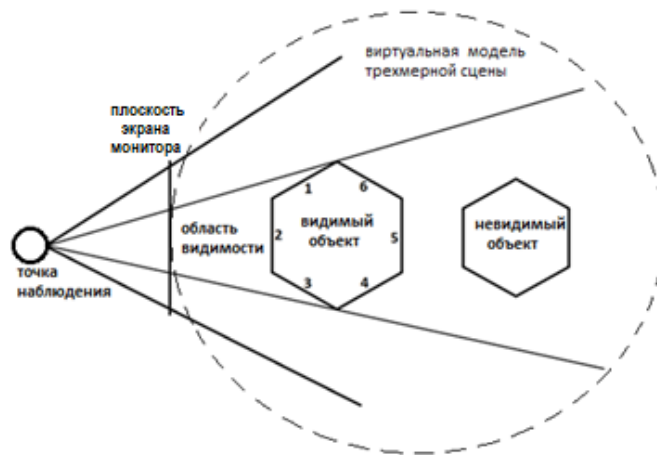 виртуальная модель
трехмерной сцены
плоскость
экрана
монитора
1
6
2
видимый
объект
5
3
4
невидимый
объект
область
видимости
точка
наблюдения